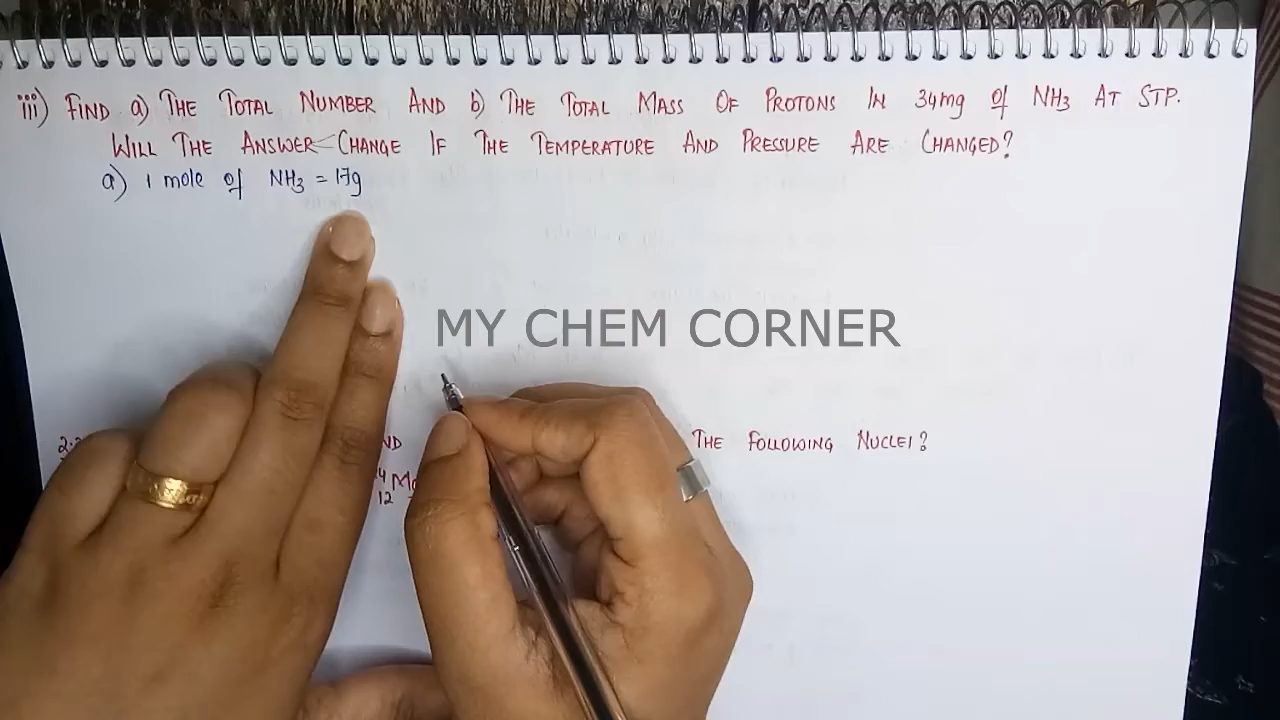 iii) FIND a) THE TOTAL NUMBER AND b) THE TOTAL MASS OF PROTONS IN 34mg of NH3 AT STP.
WILL THE ANSWER CHANGE IF THE TEMPERATURE AND PRESSURE ARE CHANGED?
a) 1 mole of NH3 = 17g
MY CHEM CORNER
THE FOLLOWING NUCLEI?
12